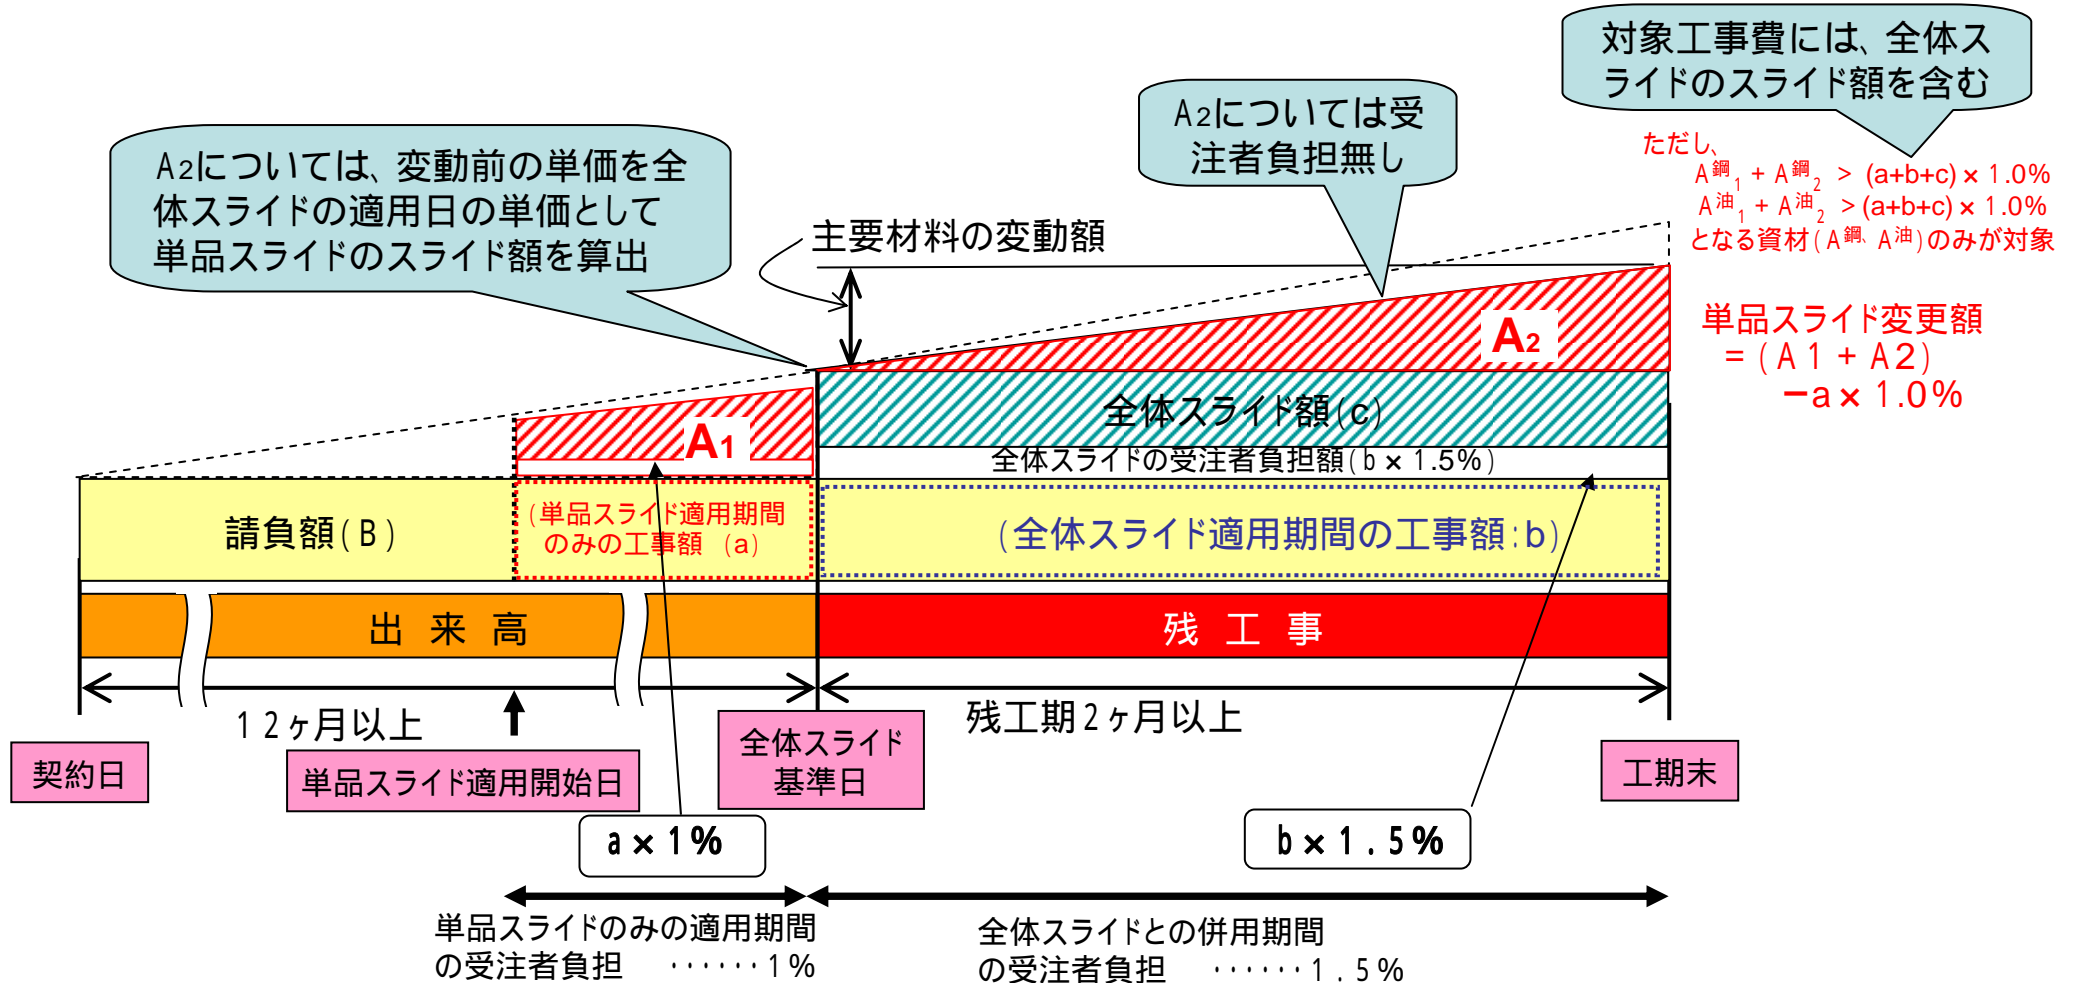 対象工事費には、全体ス
ライドのスライド額を含む
A2については受
注者負担無し
A2については、変動前の単価を全
体スライドの適用日の単価として
単品スライドのスライド額を算出
ただし、
A鋼1 + A鋼2 > (a+b+c) × 1.0%
A油1 + A油2 > (a+b+c) × 1.0%
となる資材(A鋼、A油)のみが対象
主要材料の変動額
単品スライド変更額
=(A1+A2)
−a×1.0%
A2
A1
全体スライド額(c)
全体スライドの受注者負担額(b×1.5%)
請負額(B)
(単品スライド適用期間
のみの工事額 (a)
(全体スライド適用期間の工事額:b)
出来高
残工事
12ヶ月以上
残工期2ヶ月以上
契約日
単品スライド適用開始日
全体スライド
基準日
工期末
a×1%
b×1.5%
単品スライドのみの適用期間
の受注者負担 ‥‥‥1%
全体スライドとの併用期間
の受注者負担 ‥‥‥1.5%